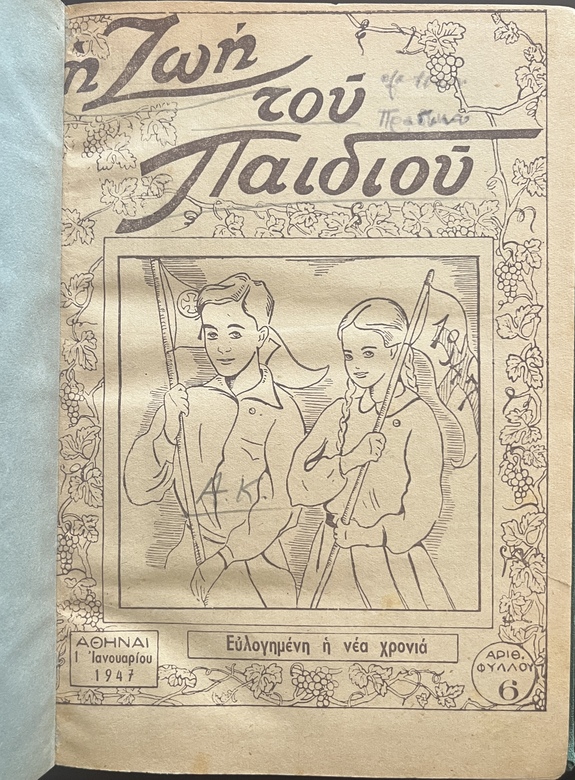 ἡ Ζωή
τοῦ
Παιδιοῦ
1947
Α.Κ.
ΑΘΗΝΑΙ
1 Ἰανουαρίου
1947
Εὐλογημένη ἡ νέα χρονιά
ΑΡΙΘ.
ΦΥΛΛΟΥ
6